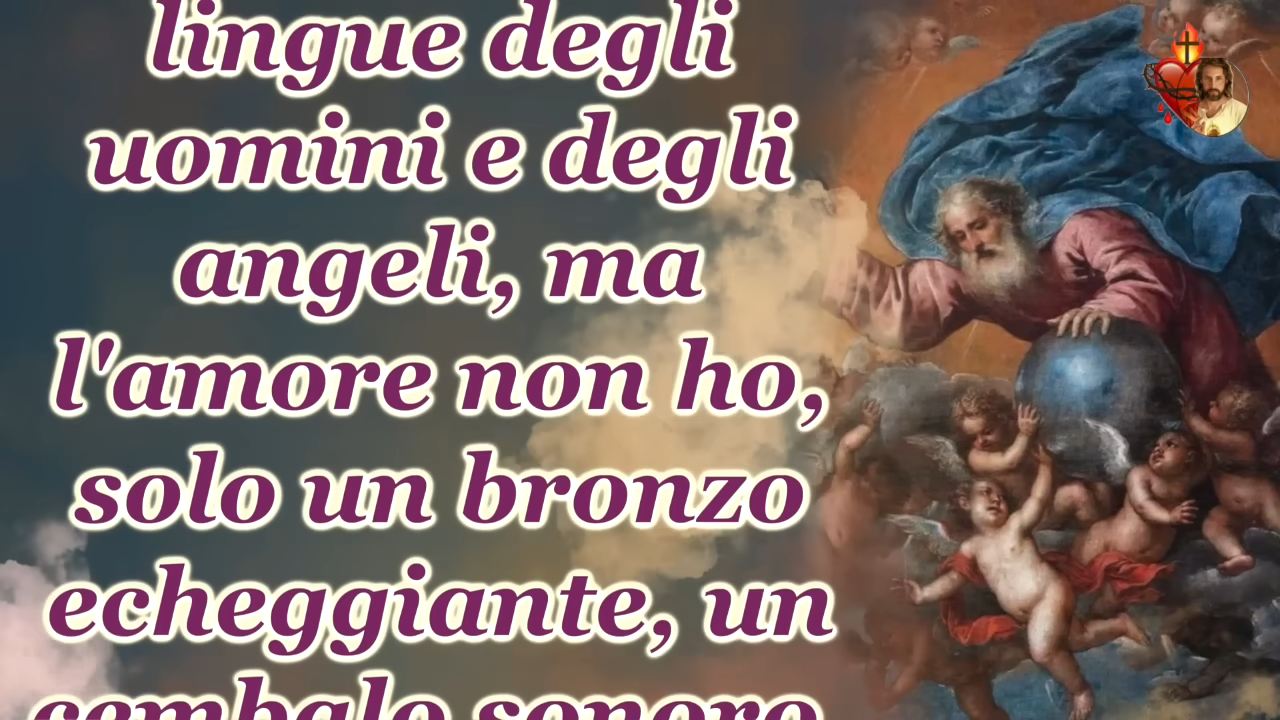 lingue degli
uomini e degli
angeli, ma
l'amore non ho,
solo un bronzo
echeggiante, un
cembalo sonoro